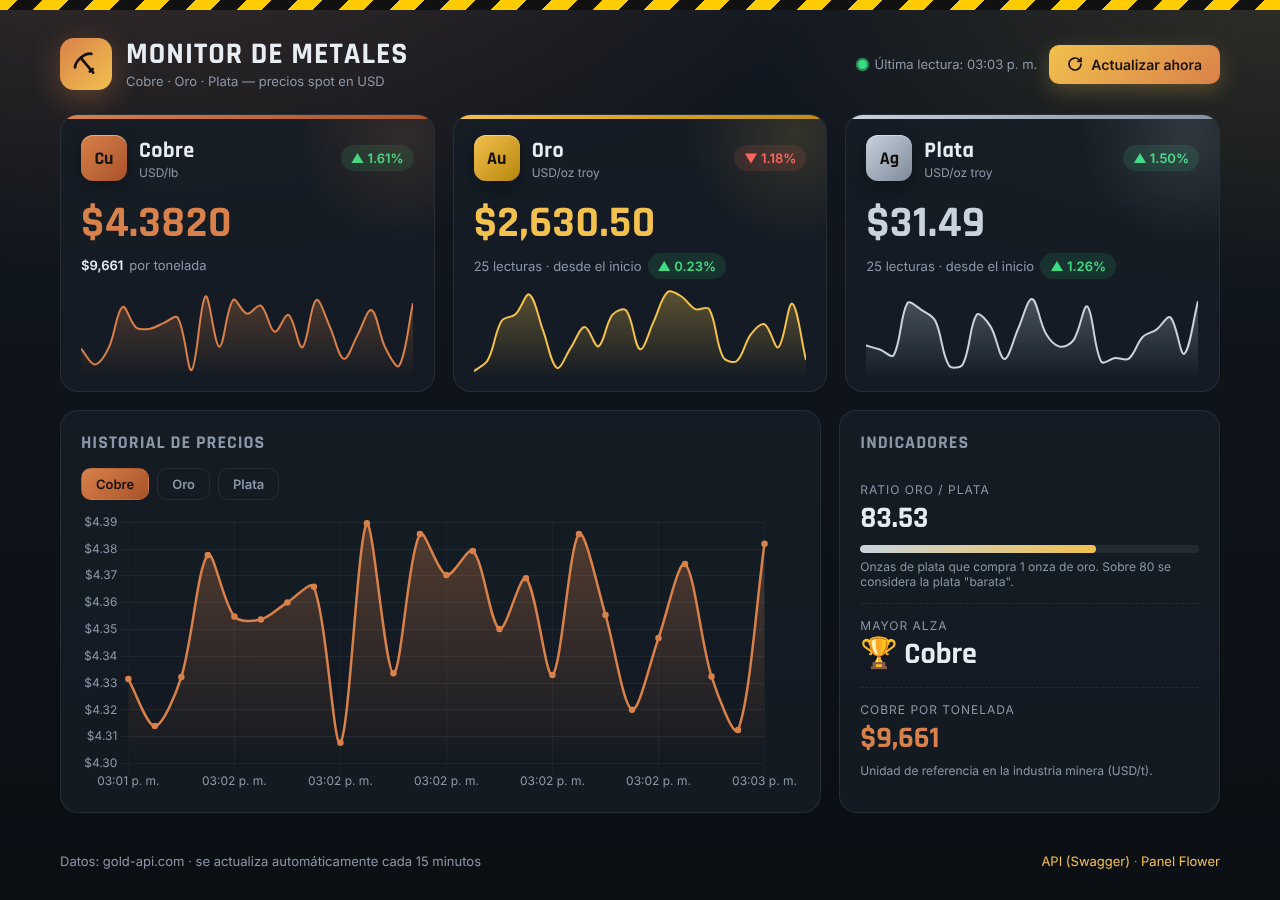 MONITOR DE METALES
Cobre · Oro · Plata — precios spot en USD
Última lectura: 03:03 p. m.
Actualizar ahora
Cu
Cobre
USD/lb
▲ 1.61%
$4.3820
$9,661 por tonelada
Au
Oro
USD/oz troy
▼ 1.18%
$2,630.50
25 lecturas · desde el inicio ▲ 0.23%
Ag
Plata
USD/oz troy
▲ 1.50%
$31.49
25 lecturas · desde el inicio ▲ 1.26%
HISTORIAL DE PRECIOS
Cobre Oro Plata
$4.39
$4.38
$4.37
$4.36
$4.35
$4.34
$4.33
$4.32
$4.31
$4.30
03:01 p. m. 03:02 p. m. 03:02 p. m. 03:02 p. m. 03:02 p. m. 03:02 p. m. 03:03 p. m.
INDICADORES
RATIO ORO / PLATA
83.53
Onzas de plata que compra 1 onza de oro. Sobre 80 se
considera la plata "barata".
MAYOR ALZA
🏆 Cobre
COBRE POR TONELADA
$9,661
Unidad de referencia en la industria minera (USD/t).
Datos: gold-api.com · se actualiza automáticamente cada 15 minutos
API (Swagger) · Panel Flower